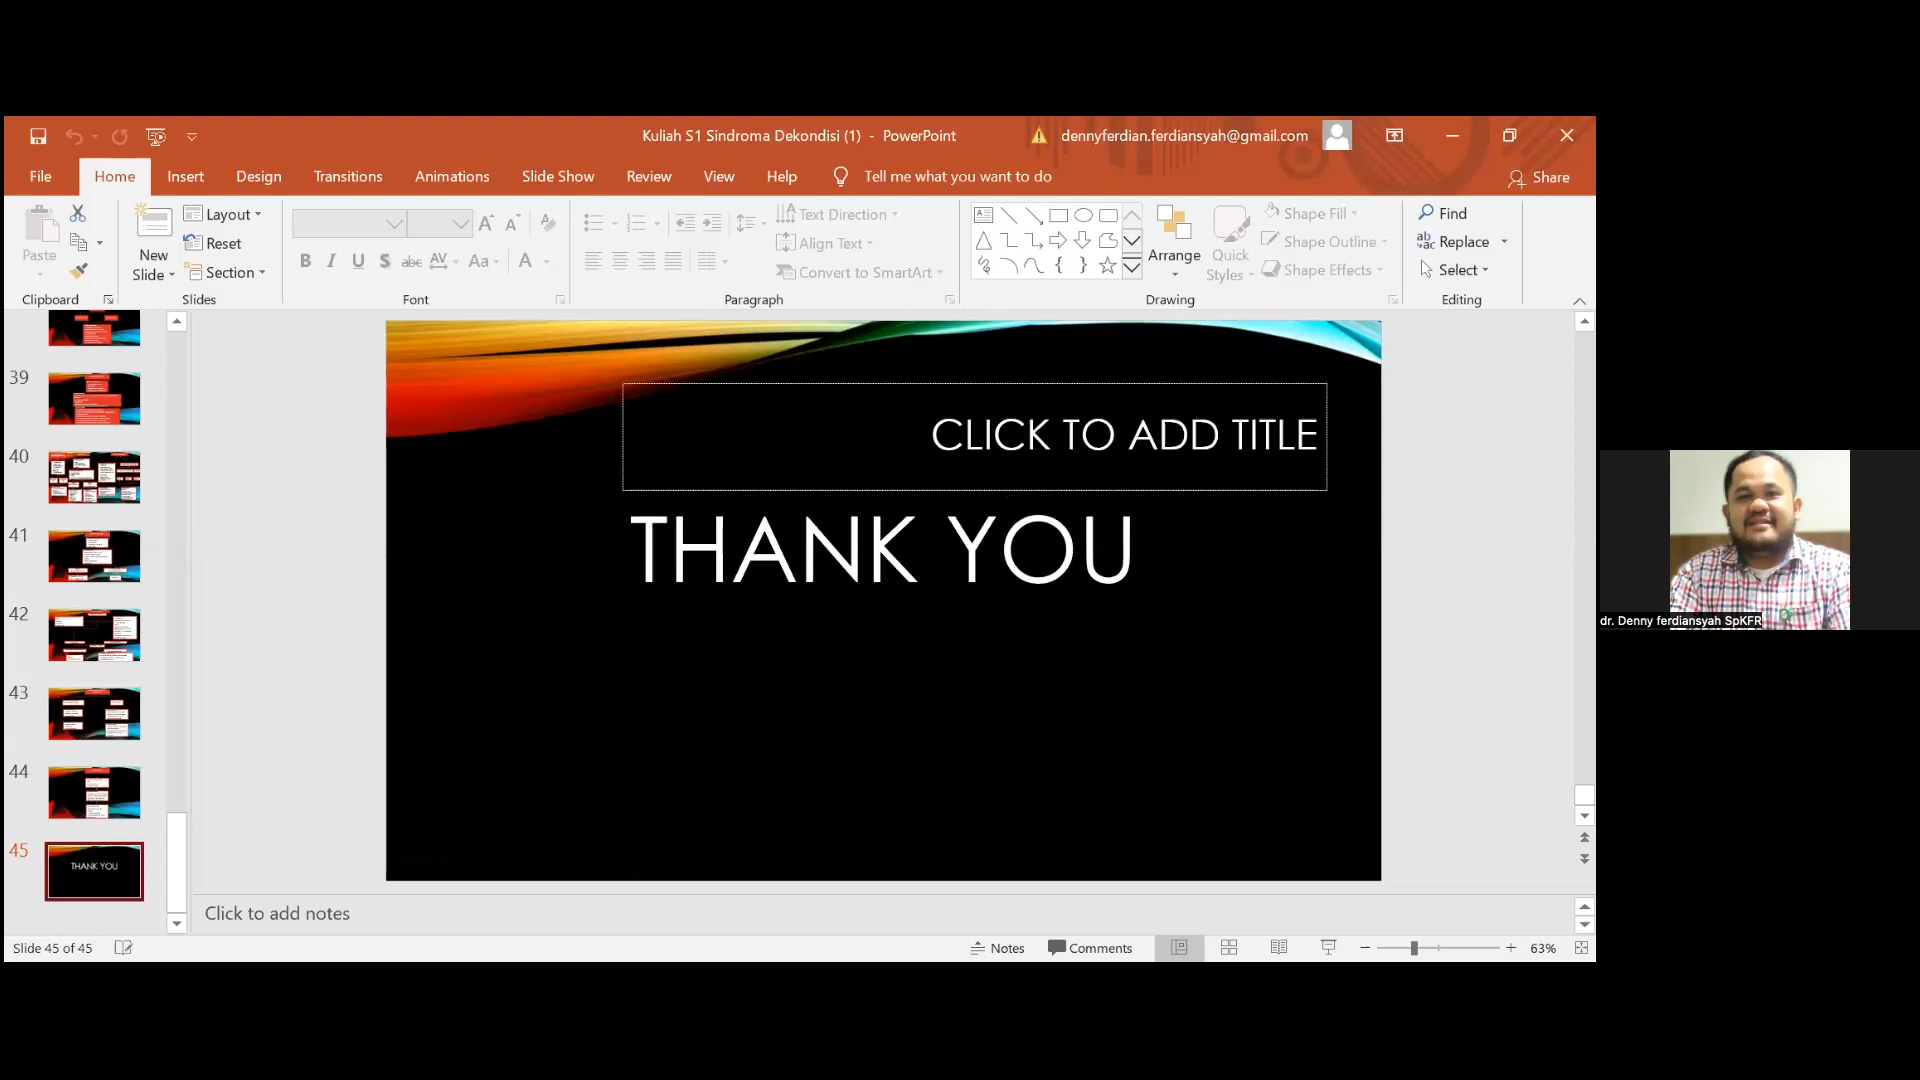 Kuliah S1 Sindroma Dekondisi (1) - PowerPoint
dennyferdian.ferdiansyah@gmail.com
File Home Insert Design Transitions Animations Slide Show Review View Help Tell me what you want to do Share
Paste
Clipboard
New Slide
Layout
Reset
Section
Slides
B I U S abc AV Aa A
Font
Text Direction
Align Text
Convert to SmartArt
Paragraph
Arrange
Quick Styles
Shape Fill
Shape Outline
Shape Effects
Drawing
Find
Replace
Select
Editing
39
40
41
42
43
44
45
THANK YOU
CLICK TO ADD TITLE
THANK YOU
dr. Denny ferdiansyah SpKFR
Click to add notes
Slide 45 of 45
Notes
Comments
63%